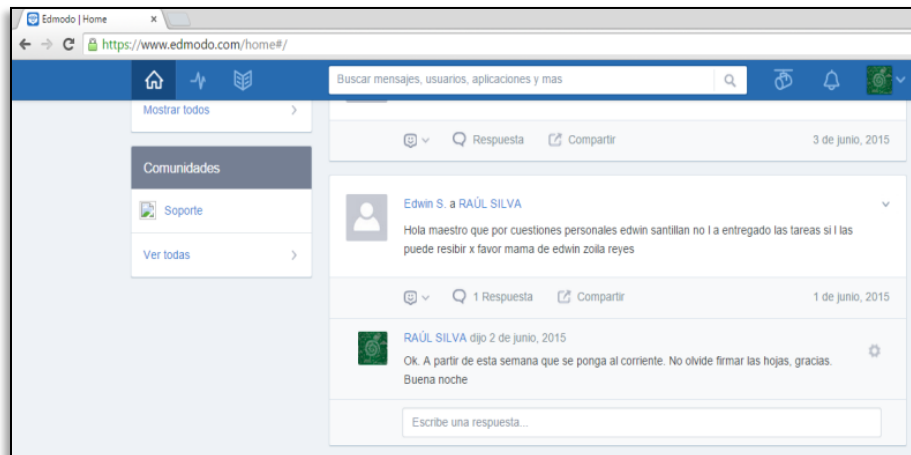 Edmodo | Home
https://www.edmodo.com/home#/
Buscar mensajes, usuarios, aplicaciones y mas
Mostrar todos
Respuesta
Compartir
3 de junio, 2015
Comunidades
Soporte
Ver todas
Edwin S. a RAÚL SILVA
Hola maestro que por cuestiones personales edwin santillan no l a entregado las tareas si l las
puede resibir x favor mama de edwin zoila reyes
1 Respuesta
Compartir
1 de junio, 2015
RAÚL SILVA dijo 2 de junio, 2015
Ok. A partir de esta semana que se ponga al corriente. No olvide firmar las hojas, gracias.
Buena noche
Escribe una respuesta...